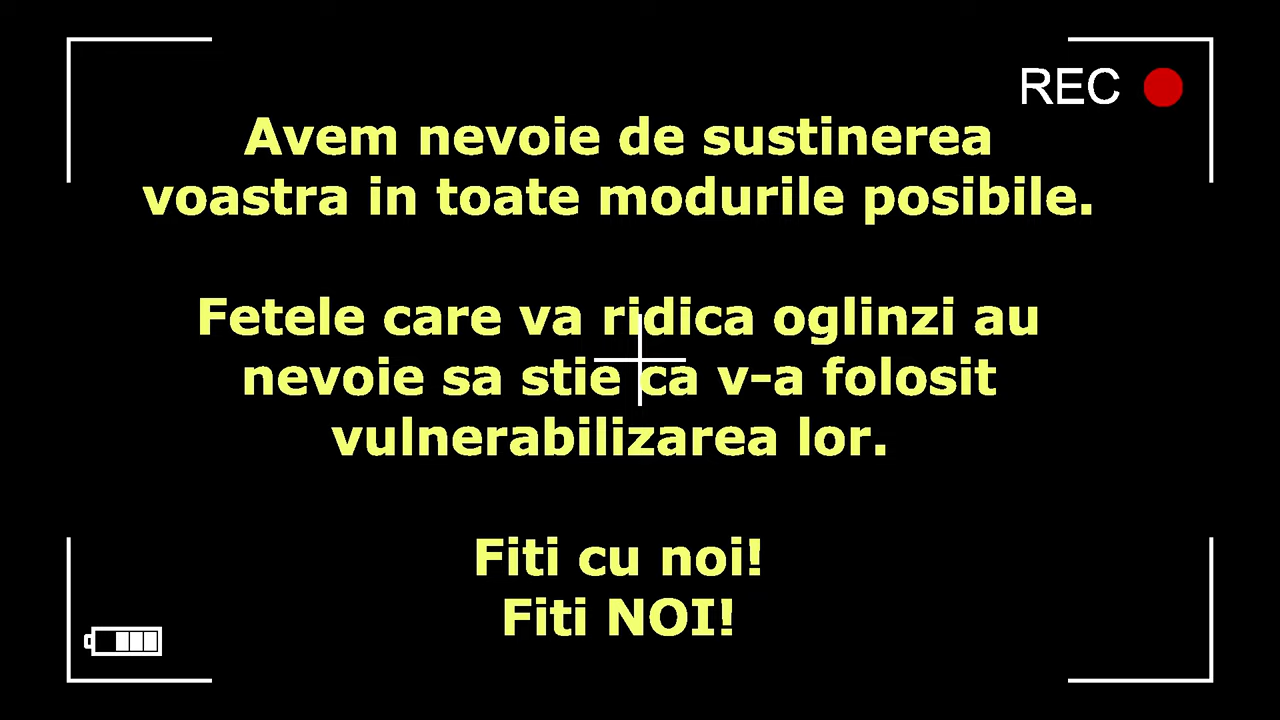 REC
Avem nevoie de sustinerea
voastra in toate modurile posibile.
Fetele care va ridica oglinzi au
nevoie sa stie ca v-a folosit
vulnerabilizarea lor.
Fiti cu noi!
Fiti NOI!